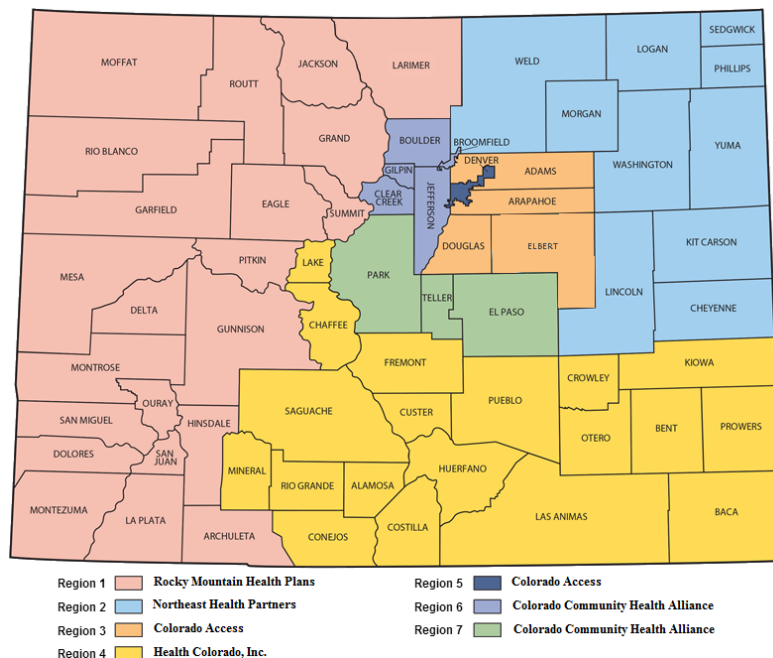 SEDGWICK
MOFFAT
JACKSON
LARIMER
WELD
LOGAN
ROUTT
PHILLIPS
MORGAN
GRAND
BOULDER
BROOMFIELD
YUMA
RIO BLANCO
GILPIN
DENVER
WASHINGTON
ADAMS
CLEAR
CREEK
JEFFERSON
ARAPAHOE
GARFIELD
EAGLE
SUMMIT
DOUGLAS
ELBERT
KIT CARSON
PITKIN
LAKE
MESA
PARK
LINCOLN
DELTA
TELLER
EL PASO
CHEYENNE
GUNNISON
CHAFFEE
MONTROSE
FREMONT
KIOWA
CROWLEY
OURAY
SAGUACHE
PUEBLO
SAN MIGUEL
HINSDALE
CUSTER
OTERO
BENT
PROWERS
DOLORES
SAN
JUAN
MINERAL
HUERFANO
RIO GRANDE
ALAMOSA
MONTEZUMA
LA PLATA
ARCHULETA
CONEJOS
COSTILLA
LAS ANIMAS
BACA
Region 1 Rocky Mountain Health Plans
Region 2 Northeast Health Partners
Region 3 Colorado Access
Region 4 Health Colorado, Inc.
Region 5 Colorado Access
Region 6 Colorado Community Health Alliance
Region 7 Colorado Community Health Alliance